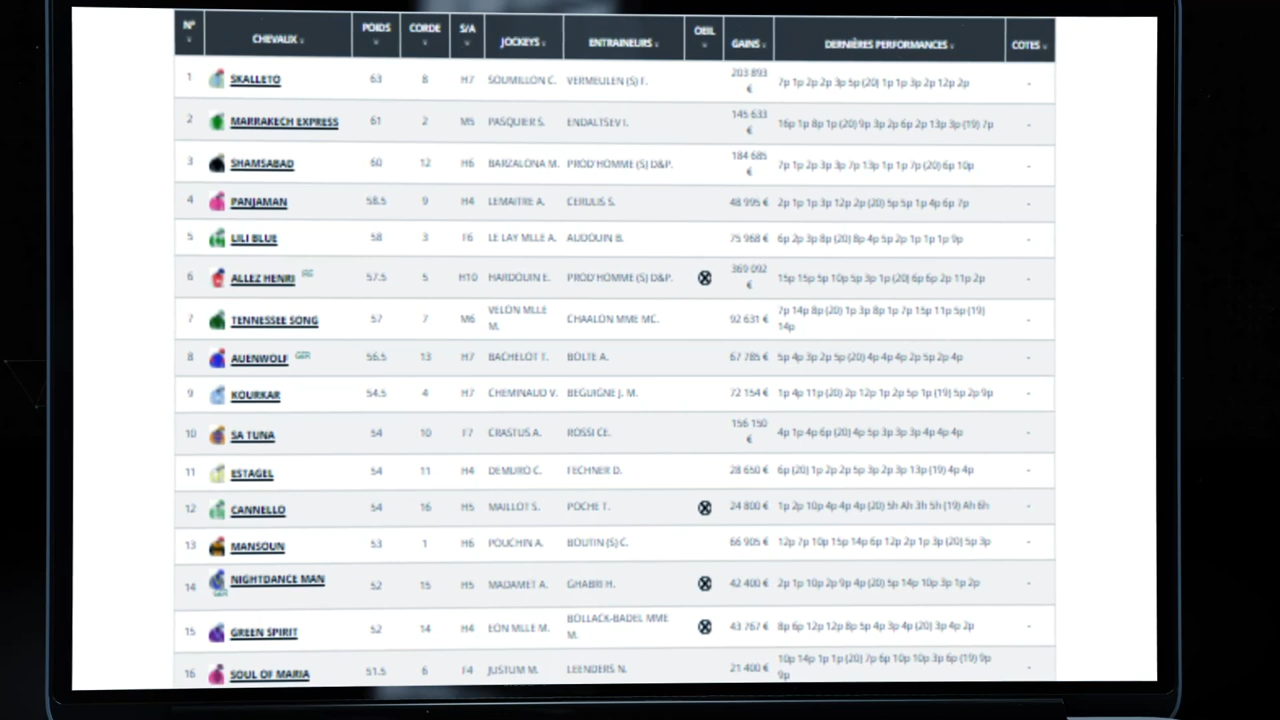 N° CHEVAUX POIDS CORDE S/A JOCKEYS ENTRAINEURS OEIL GAINS DERNIÈRES PERFORMANCES COTES
1 SKALLETO 63 8 H7 SOUMILLON C. VERMEULEN (S) F. 203 893 € 7p 1p 2p 2p 3p 5p (20) 1p 1p 3p 2p 12p 2p -
2 MARRAKECH EXPRESS 61 2 M5 PASQUIER S. ENDALTSEV I. 145 633 € 16p 1p 8p 1p (20) 9p 3p 2p 6p 2p 13p 3p (19) 7p -
3 SHAMSABAD 60 12 H6 BARZALONA M. PROD'HOMME (S) D&P. 184 685 € 7p 1p 2p 3p 3p 7p 13p 1p 1p 7p (20) 6p 10p -
4 PANJAMAN 58.5 9 H4 LEMAITRE A. CERULIS S. 48 995 € 2p 1p 1p 3p 12p 2p (20) 5p 5p 1p 4p 6p 7p -
5 LILI BLUE 58 3 F6 LE LAY MLLE A. AUDOUIN B. 75 968 € 6p 2p 3p 8p (20) 8p 4p 5p 2p 1p 1p 1p 9p -
6 ALLEZ HENRI IRE 57.5 5 H10 HARDOUIN E. PROD'HOMME (S) D&P. 369 092 € 15p 15p 5p 10p 5p 3p 1p (20) 6p 6p 2p 11p 2p -
7 TENNESSEE SONG 57 7 M6 VELON MLLE M. CHAALON MME MC. 92 631 € 7p 14p 8p (20) 1p 3p 8p 1p 7p 15p 11p 5p (19) 14p -
8 AUENWOLF GER 56.5 13 H7 BACHELOT T. BOLTE A. 67 785 € 5p 4p 3p 2p 5p (20) 4p 4p 4p 2p 5p 2p 4p -
9 KOURKAR 54.5 4 H7 CHEMINAUD V. BEGUIGNE J. M. 72 154 € 1p 4p 11p (20) 2p 12p 1p 2p 5p 1p (19) 5p 2p 9p -
10 SA TUNA 54 10 F7 CRASTUS A. ROSSI CE. 156 150 € 4p 1p 4p 6p (20) 4p 5p 3p 3p 3p 4p 4p 4p -
11 ESTAGEL 54 11 H4 DEMURO C. FECHNER D. 28 650 € 6p (20) 1p 2p 2p 5p 3p 2p 3p 13p (19) 4p 4p -
12 CANNELLO 54 16 H5 MAILLOT S. POCHE T. 24 800 € 1p 2p 10p 4p 4p 4p (20) 5h Ah 3h 5h (19) Ah 6h -
13 MANSOUN 53 1 H6 POUCHIN A. BOUTIN (S) C. 66 905 € 12p 7p 10p 15p 14p 6p 12p 2p 1p 3p (20) 5p 3p -
14 NIGHTDANCE MAN GER 52 15 H5 MADAMET A. GHABRI H. 42 400 € 2p 1p 10p 2p 9p 4p (20) 5p 14p 10p 3p 1p 2p -
15 GREEN SPIRIT 52 14 H4 EON MLLE M. BOLLACK-BADEL MME M. 43 767 € 8p 6p 12p 12p 8p 5p 4p 3p 4p (20) 3p 4p 2p -
16 SOUL OF MARIA 51.5 6 F4 JUSTUM M. LEENDERS N. 21 400 € 10p 14p 1p 1p (20) 7p 6p 10p 10p 3p 6p (19) 9p 9p -